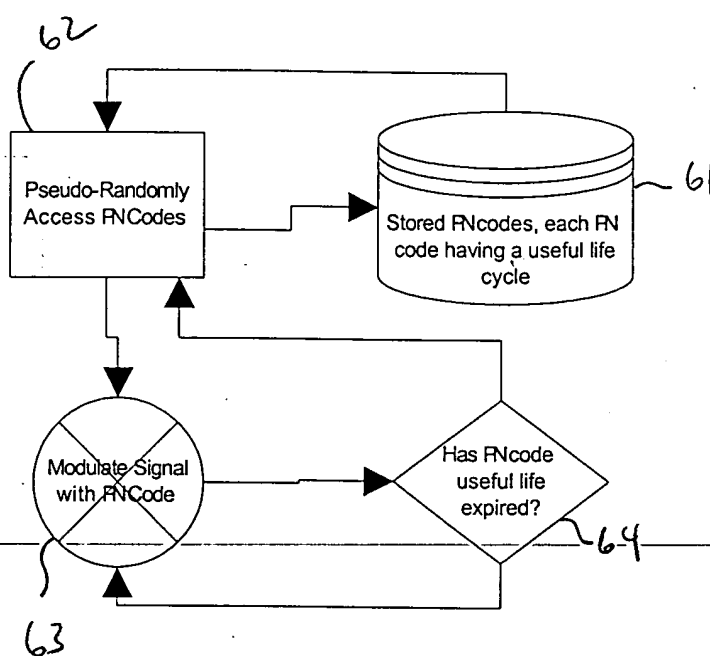 62
Pseudo-Randomly
Access PNCodes
61
Stored PNcodes, each PN
code having a useful life
cycle
Modulate Signal
with PNCode
Has PNcode
useful life
expired?
64
63